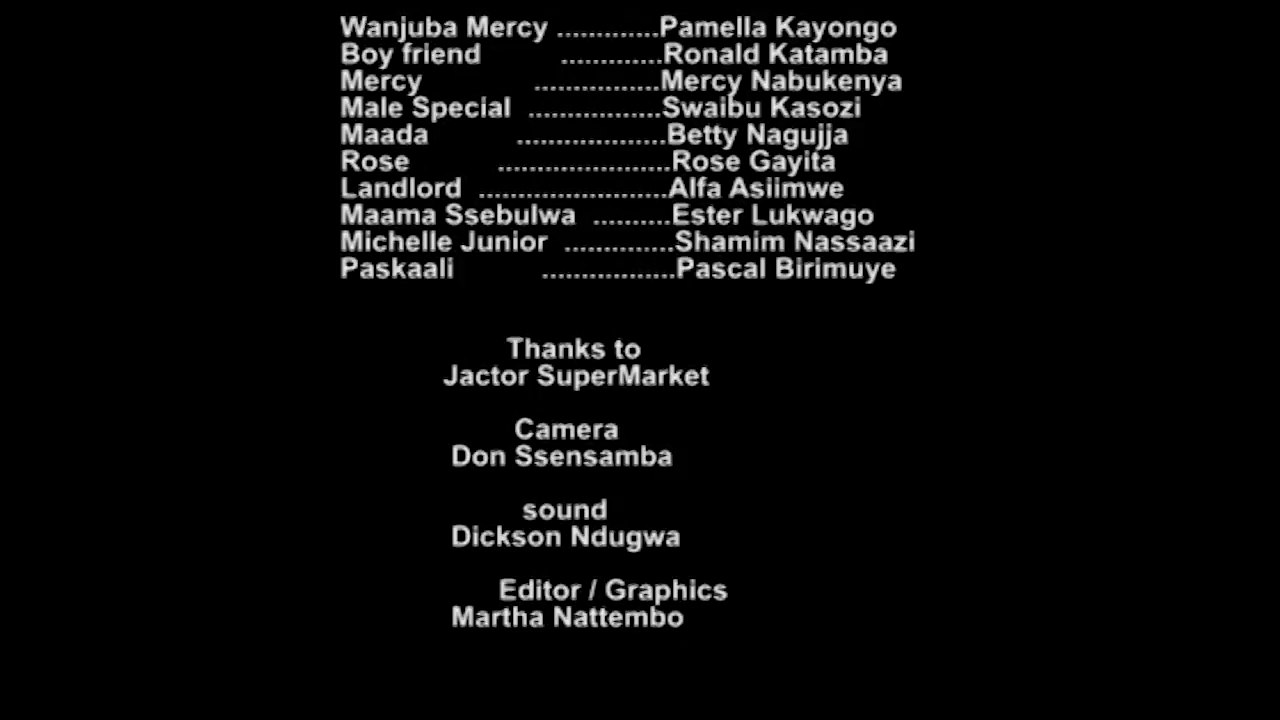 Wanjuba Mercy .............Pamella Kayongo
Boy friend .............Ronald Katamba
Mercy ................Mercy Nabukenya
Male Special .................Swaibu Kasozi
Maada ...................Betty Nagujja
Rose ......................Rose Gayita
Landlord ........................Alfa Asiimwe
Maama Ssebulwa ..........Ester Lukwago
Michelle Junior ..............Shamim Nassaazi
Paskaali .................Pascal Birimuye
Thanks to
Jactor SuperMarket
Camera
Don Ssensamba
sound
Dickson Ndugwa
Editor / Graphics
Martha Nattembo